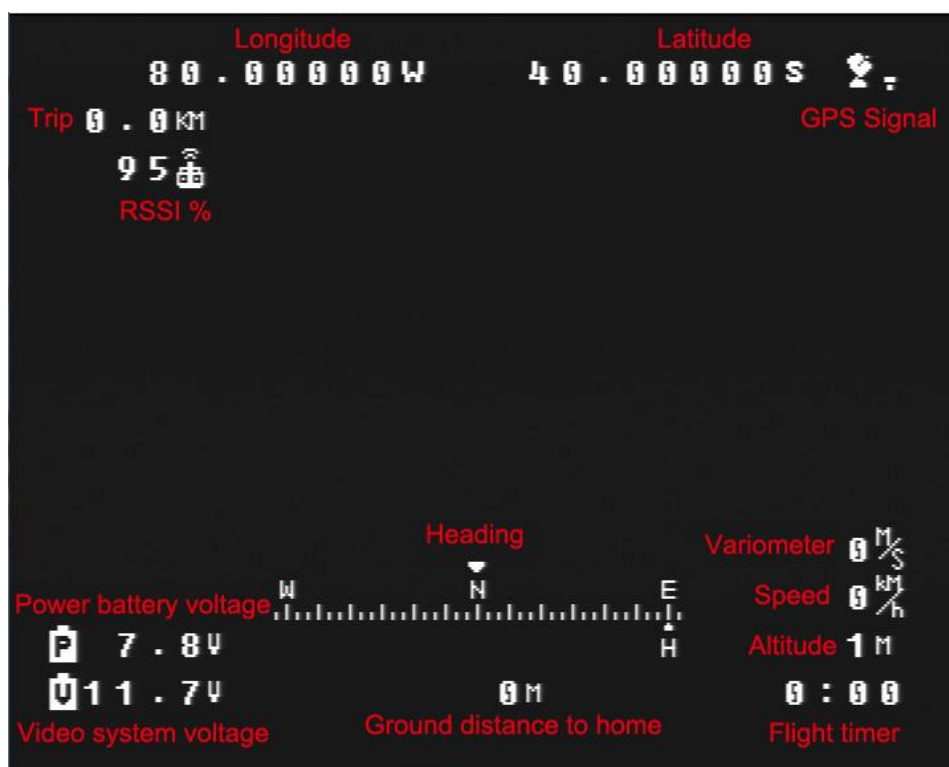 Longitude Latitude
80.00000W 40.00000S
Trip 0.0KM
GPS Signal
95
RSSI %
Heading
Variometer 0 M/S
W N E
Power battery voltage
Speed 0 kM/h
P 7.8V
H
Altitude 1 M
V 11.7V
0M
0:00
Video system voltage
Ground distance to home
Flight timer